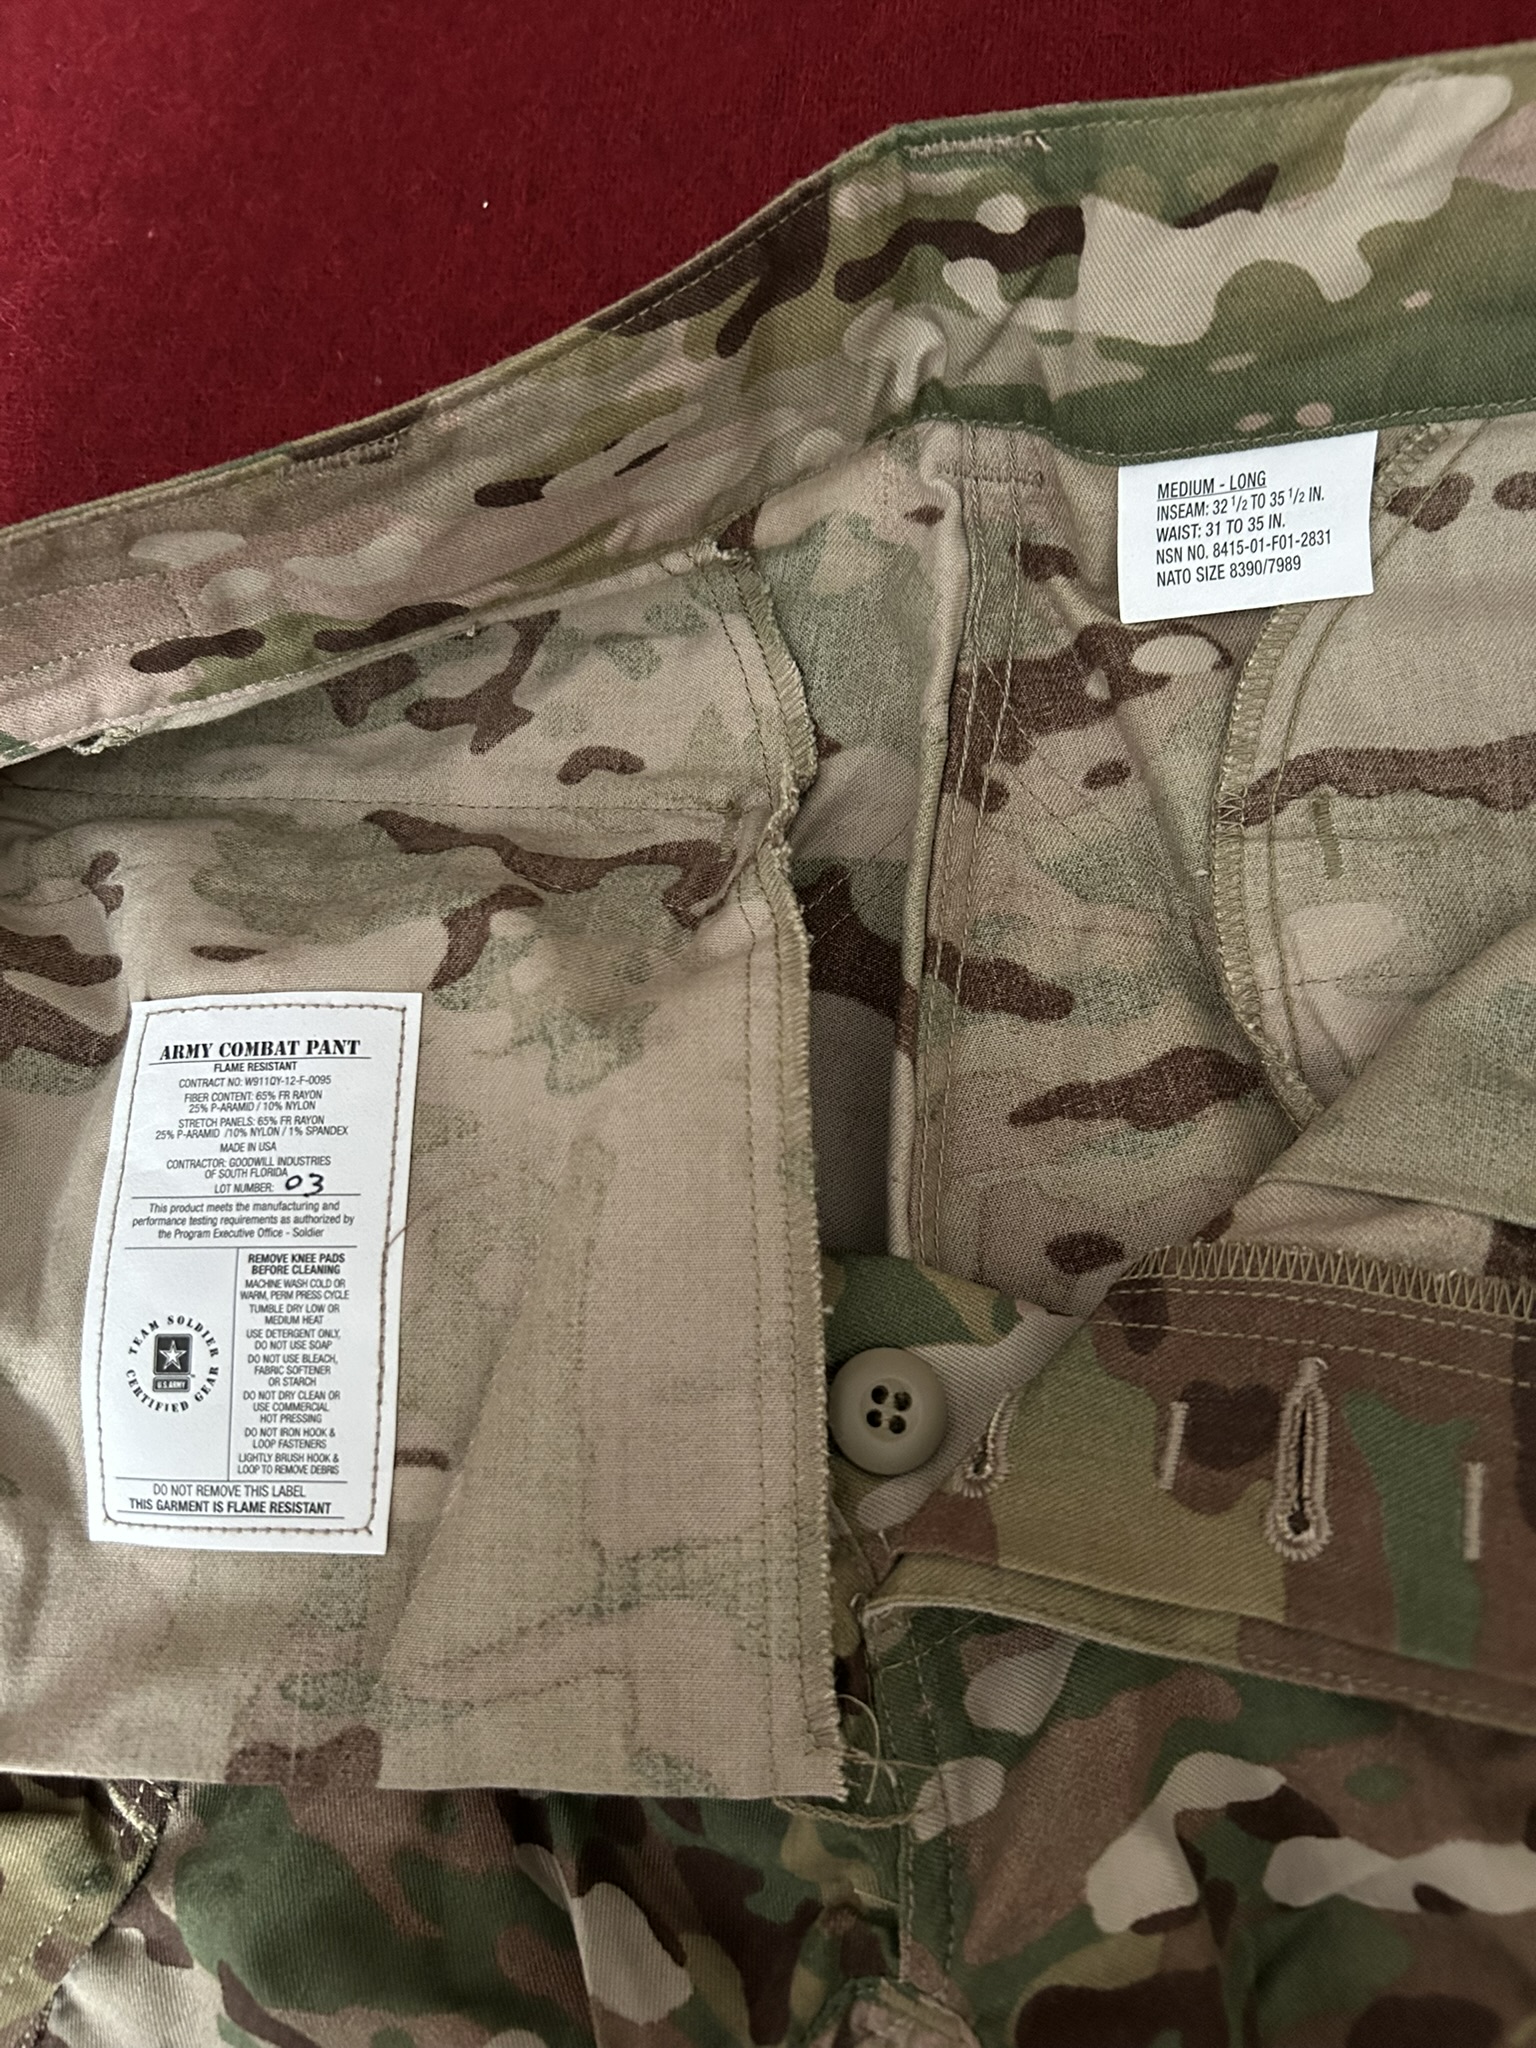 MEDIUM - LONG
INSEAM: 32 1/2 TO 35 1/2 IN.
WAIST: 31 TO 35 IN.
NSN NO. 8415-01-F01-2831
NATO SIZE 8390/7989
ARMY COMBAT PANT
FLAME RESISTANT
CONTRACT NO: W911QY-12-F-0095
FIBER CONTENT: 65% FR RAYON
25% P-ARAMID / 10% NYLON
STRETCH PANELS: 65% FR RAYON
25% P-ARAMID /10% NYLON / 1% SPANDEX
MADE IN USA
CONTRACTOR: GOODWILL INDUSTRIES
OF SOUTH FLORIDA
LOT NUMBER: 03
This product meets the manufacturing and
performance testing requirements as authorized by
the Program Executive Office - Soldier
TEAM SOLDIER
U.S. ARMY
CERTIFIED GEAR
REMOVE KNEE PADS
BEFORE CLEANING
MACHINE WASH COLD OR
WARM, PERM PRESS CYCLE
TUMBLE DRY LOW OR
MEDIUM HEAT
USE DETERGENT ONLY,
DO NOT USE SOAP
DO NOT USE BLEACH,
FABRIC SOFTENER
OR STARCH
DO NOT DRY CLEAN OR
USE COMMERCIAL
HOT PRESSING
DO NOT IRON HOOK &
LOOP FASTENERS
LIGHTLY BRUSH HOOK &
LOOP TO REMOVE DEBRIS
DO NOT REMOVE THIS LABEL
THIS GARMENT IS FLAME RESISTANT